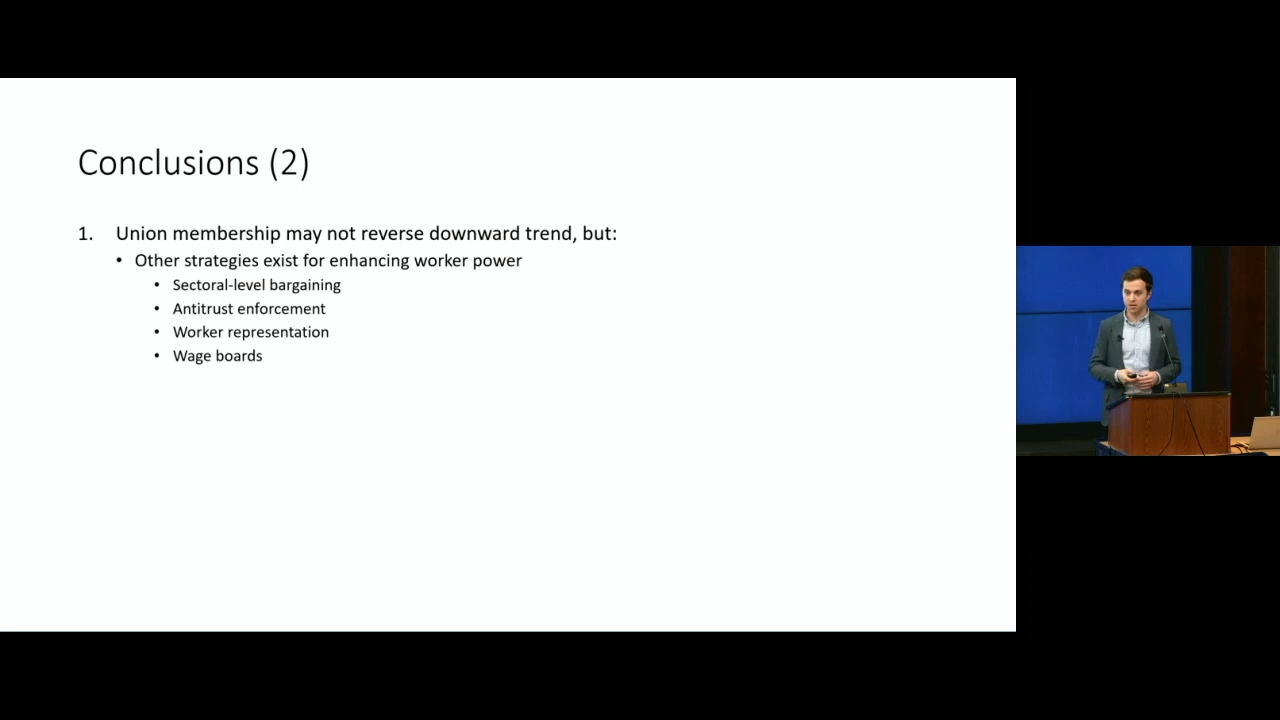 Conclusions (2)
1. Union membership may not reverse downward trend, but:
• Other strategies exist for enhancing worker power
• Sectoral-level bargaining
• Antitrust enforcement
• Worker representation
• Wage boards